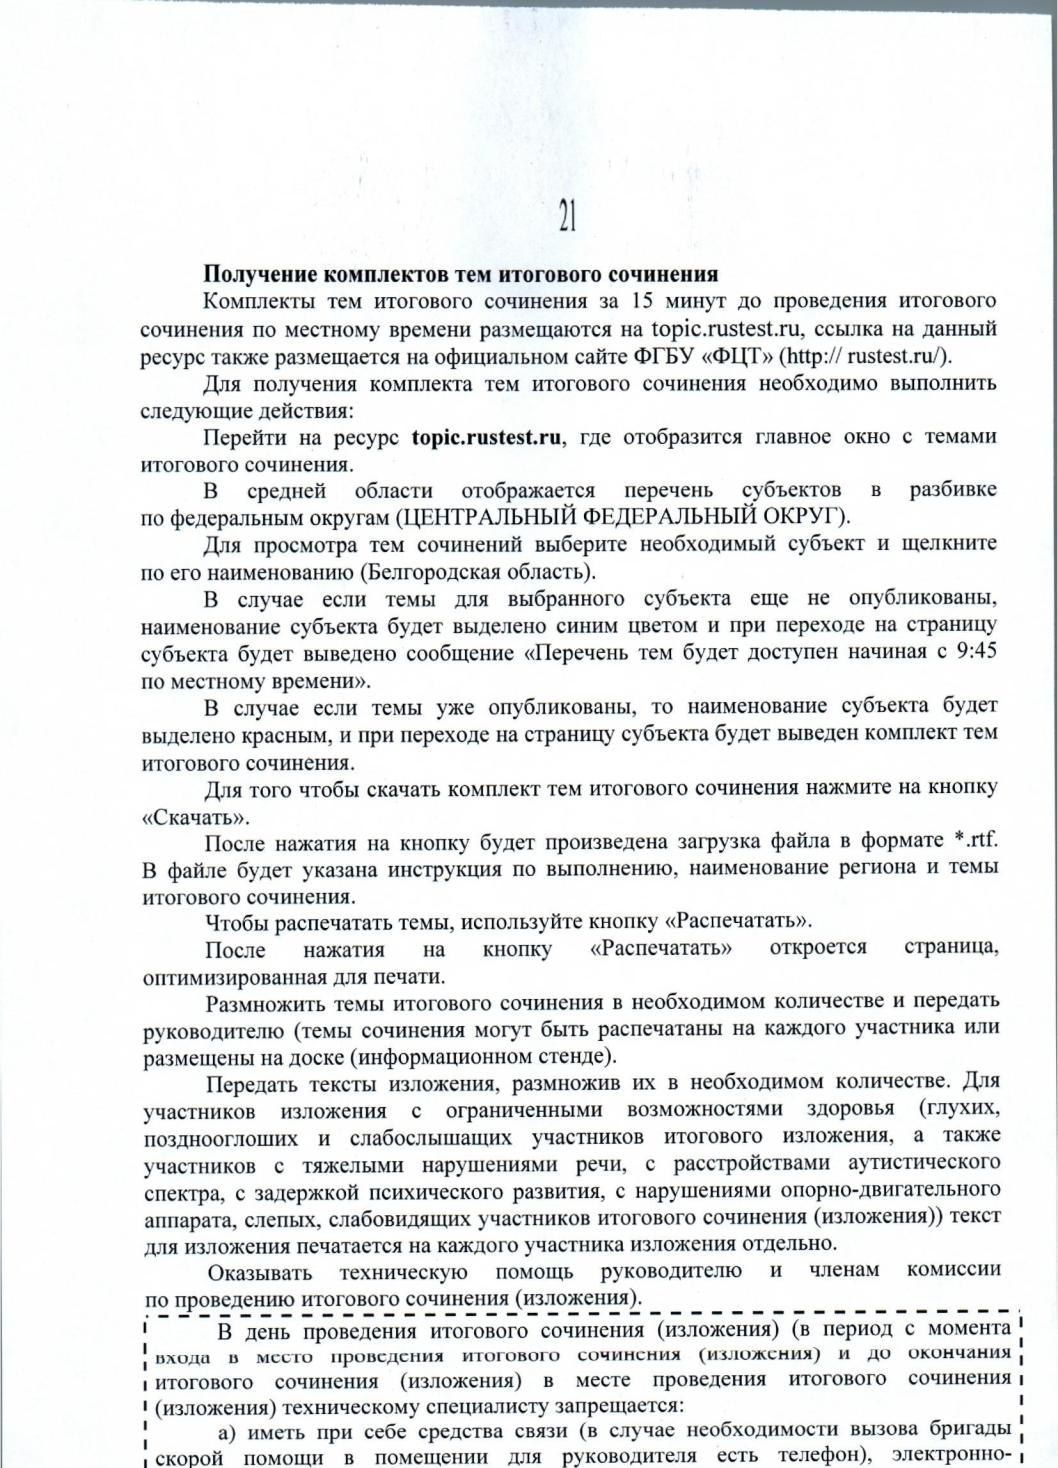 21
Получение комплектов тем итогового сочинения
Комплекты тем итогового сочинения за 15 минут до проведения итогового
сочинения по местному времени размещаются на topic.rustest.ru, ссылка на данный
ресурс также размещается на официальном сайте ФГБУ «ФЦТ» (http:// rustest.ru/).
Для получения комплекта тем итогового сочинения необходимо выполнить
следующие действия:
Перейти на ресурс topic.rustest.ru, где отобразится главное окно с темами
итогового сочинения.
В средней области отображается перечень субъектов в разбивке
по федеральным округам (ЦЕНТРАЛЬНЫЙ ФЕДЕРАЛЬНЫЙ ОКРУГ).
Для просмотра тем сочинений выберите необходимый субъект и щелкните
по его наименованию (Белгородская область).
В случае если темы для выбранного субъекта еще не опубликованы,
наименование субъекта будет выделено синим цветом и при переходе на страницу
субъекта будет выведено сообщение «Перечень тем будет доступен начиная с 9:45
по местному времени».
В случае если темы уже опубликованы, то наименование субъекта будет
выделено красным, и при переходе на страницу субъекта будет выведен комплект тем
итогового сочинения.
Для того чтобы скачать комплект тем итогового сочинения нажмите на кнопку
«Скачать».
После нажатия на кнопку будет произведена загрузка файла в формате *.rtf.
В файле будет указана инструкция по выполнению, наименование региона и темы
итогового сочинения.
Чтобы распечатать темы, используйте кнопку «Распечатать».
После нажатия на кнопку «Распечатать» откроется страница,
оптимизированная для печати.
Размножить темы итогового сочинения в необходимом количестве и передать
руководителю (темы сочинения могут быть распечатаны на каждого участника или
размещены на доске (информационном стенде).
Передать тексты изложения, размножив их в необходимом количестве. Для
участников изложения с ограниченными возможностями здоровья (глухих,
позднооглоших и слабослышащих участников итогового изложения, а также
участников с тяжелыми нарушениями речи, с расстройствами аутистического
спектра, с задержкой психического развития, с нарушениями опорно-двигательного
аппарата, слепых, слабовидящих участников итогового сочинения (изложения)) текст
для изложения печатается на каждого участника изложения отдельно.
Оказывать техническую помощь руководителю и членам комиссии
по проведению итогового сочинения (изложения).
В день проведения итогового сочинения (изложения) (в период с момента
входа в место проведения итогового сочинения (изложения) и до окончания
итогового сочинения (изложения) в месте проведения итогового сочинения
(изложения) техническому специалисту запрещается:
а) иметь при себе средства связи (в случае необходимости вызова бригады
скорой помощи в помещении для руководителя есть телефон), электронно-